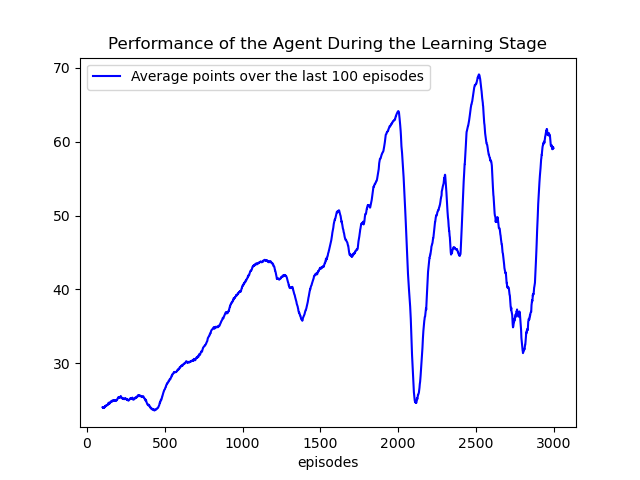 Performance of the Agent During the Learning Stage
70
Average points over the last 100 episodes
60
50
40
30
0 500 1000 1500 2000 2500 3000
episodes